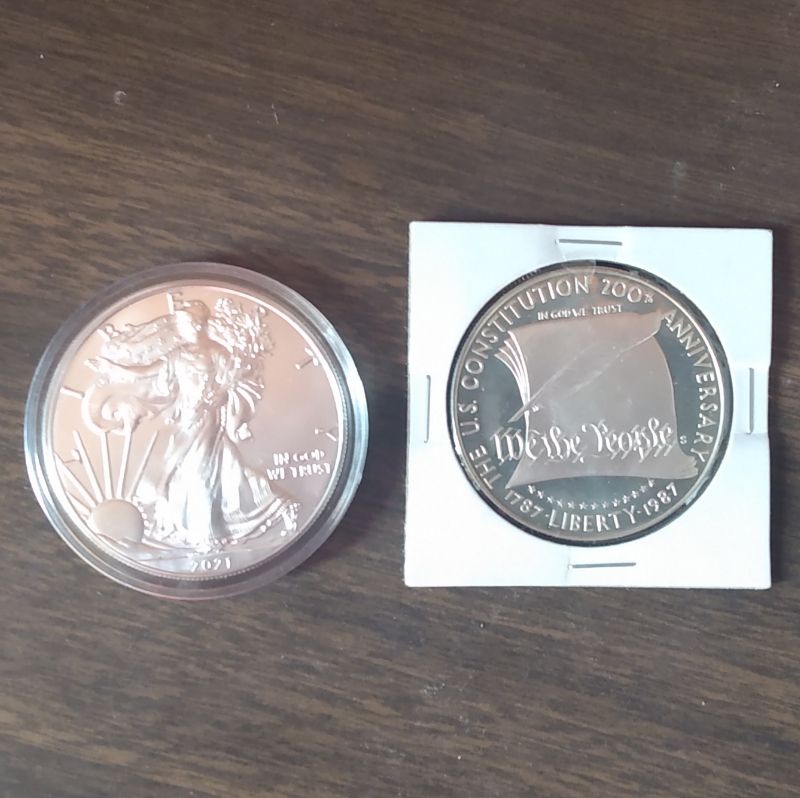 LIBERTY
IN GOD
WE TRUST
2021
THE U.S. CONSTITUTION 200TH ANNIVERSARY
IN GOD WE TRUST
We the People
S
1787·LIBERTY·1987